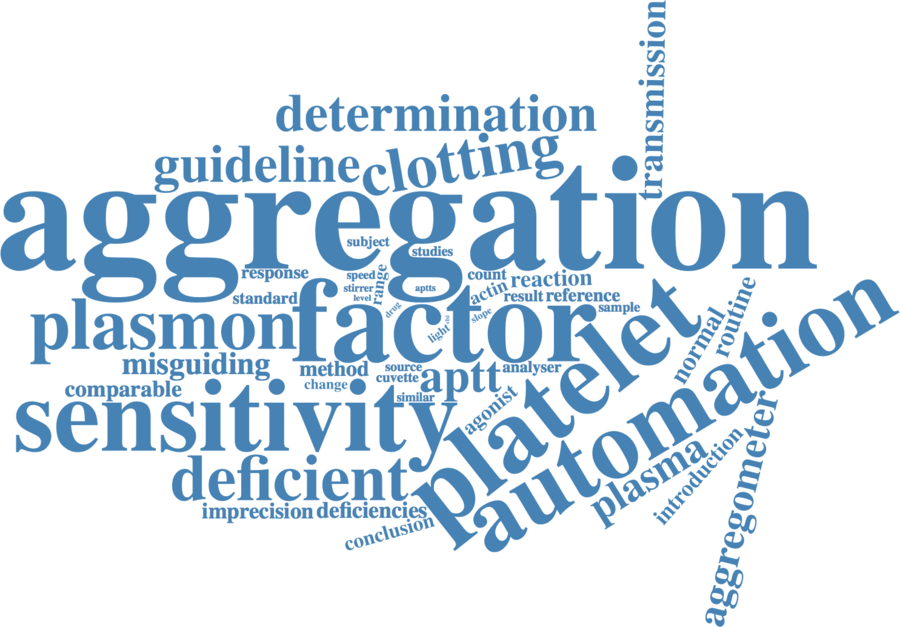 transmission
determination
guideline
clotting
aggregation
subject
studies
response
speed
range
aptts
count
reaction
stirrer
actin
standard
level
result
reference
drug
sample
plasmon
factor
slope
light
platelet
normal
routine
automation
misguiding
method
source
aptt
analyser
cuvette
comparable
change
similar
agonist
sensitivity
aggregometer
deficient
plasma
introduction
imprecision
deficiencies
conclusion